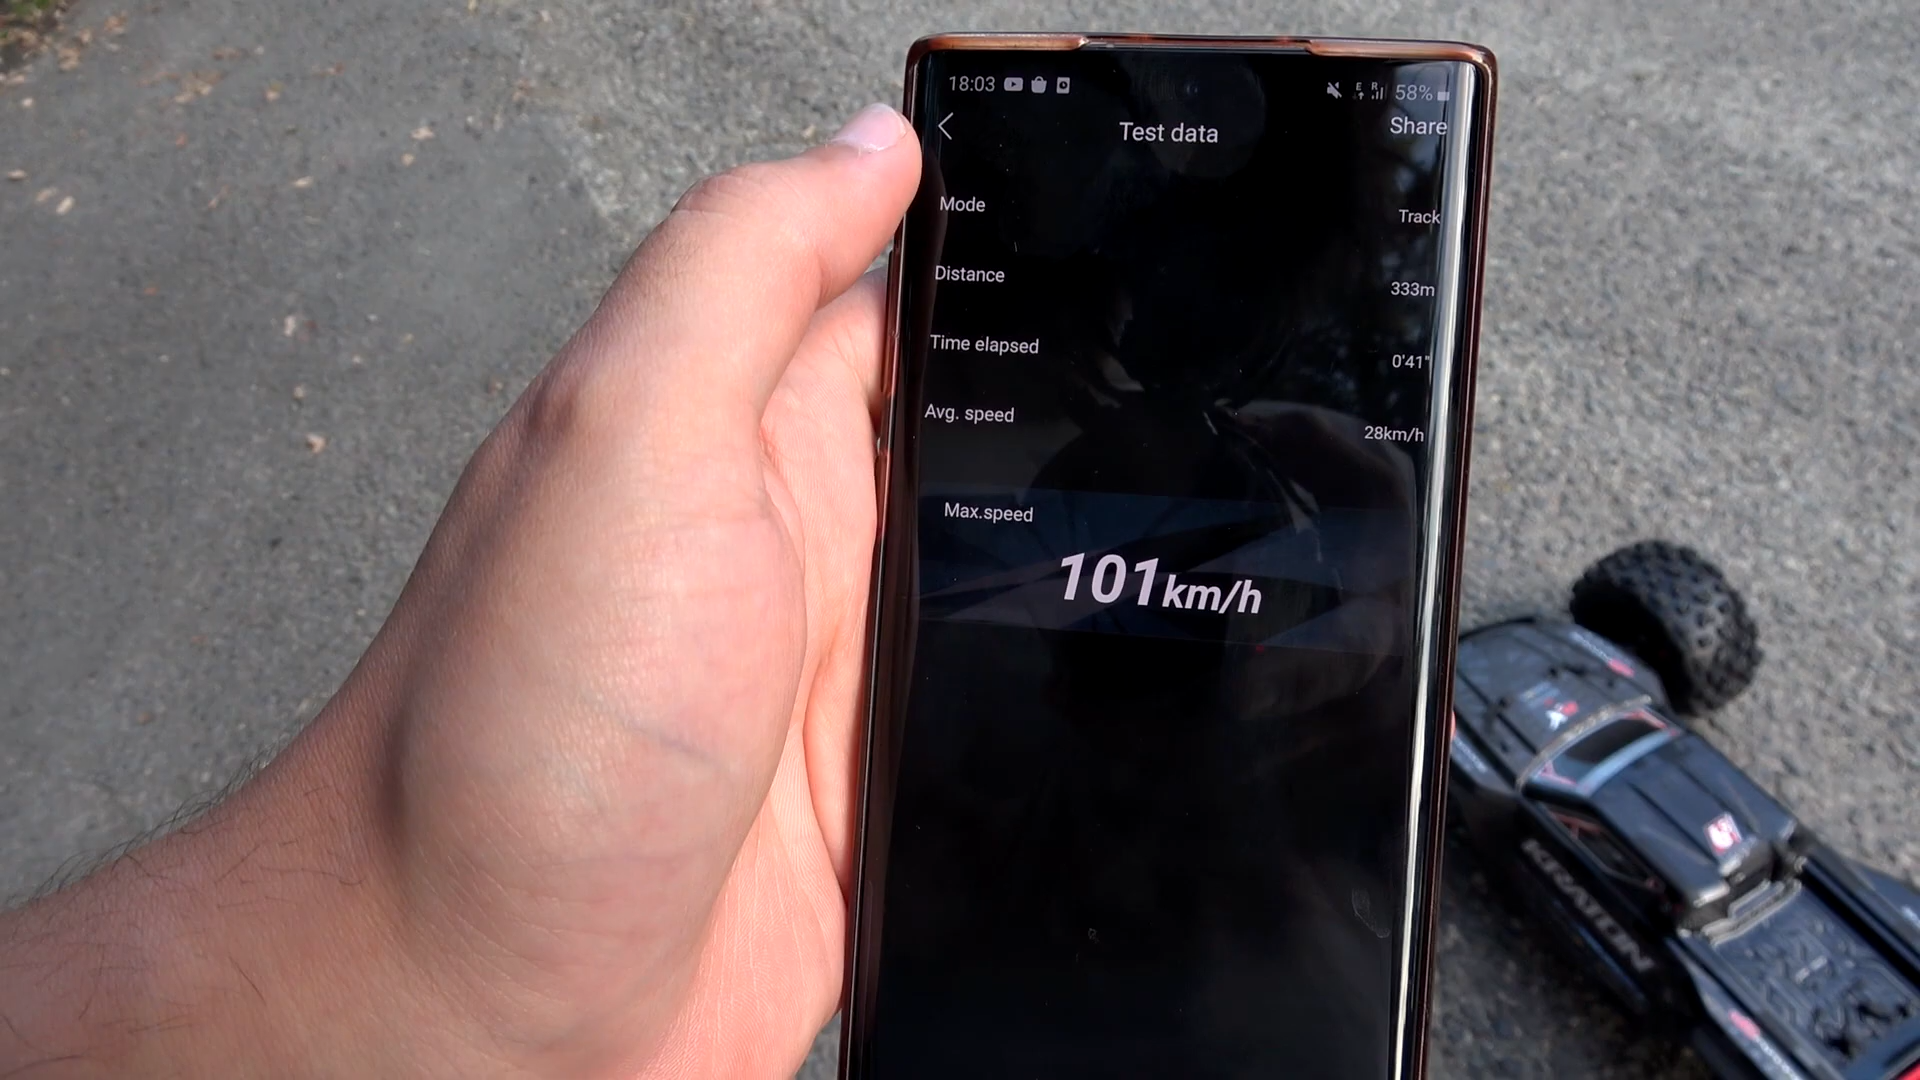 18:03
E R 58%
Test data
Share
Mode
Track
Distance
333m
Time elapsed
0'41"
Avg. speed
28km/h
Max.speed
101km/h
KRATON